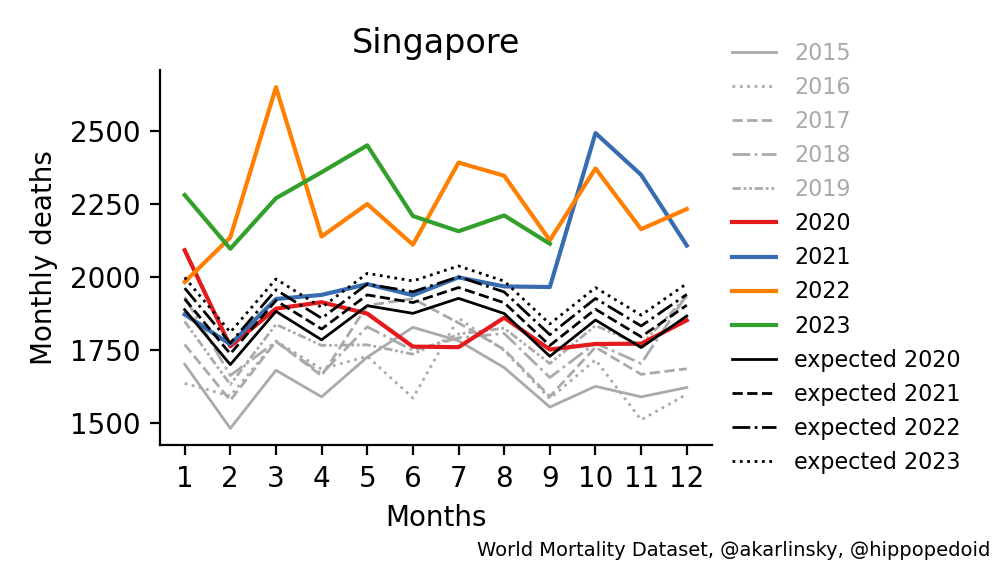 Singapore
Monthly deaths
2500
2250
2000
1750
1500
1 2 3 4 5 6 7 8 9 10 11 12
Months
2015
2016
2017
2018
2019
2020
2021
2022
2023
expected 2020
expected 2021
expected 2022
expected 2023
World Mortality Dataset, @akarlinsky, @hippopedoid